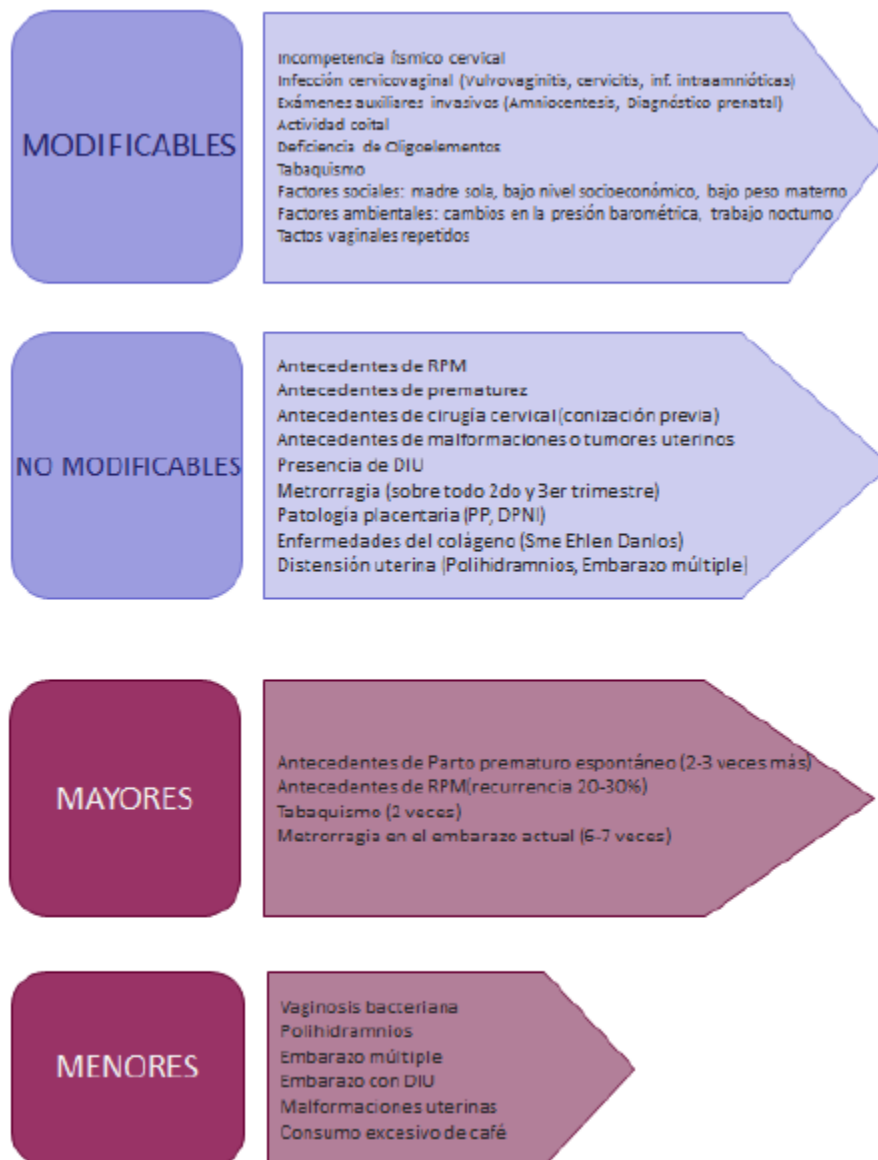 MODIFICABLES
Incompetencia ístmico cervical
Infección cervicovaginal (Vulvovaginitis, cervicitis, inf. intraamnióticas)
Exámenes auxiliares invasivos (Amniocentesis, Diagnóstico prenatal)
Actividad coital
Deficiencia de Oligoelementos
Tabaquismo
Factores sociales: madre sola, bajo nivel socioeconómico, bajo peso materno
Factores ambientales: cambios en la presión barométrica, trabajo nocturno
Tactos vaginales repetidos
NO MODIFICABLES
Antecedentes de RPM
Antecedentes de prematurez
Antecedentes de cirugía cervical (conización previa)
Antecedentes de malformaciones o tumores uterinos
Presencia de DIU
Metrorragia (sobre todo 2do y 3er trimestre)
Patología placentaria (PP, DPNI)
Enfermedades del colágeno (Sme Ehlen Danlos)
Distensión uterina (Polihidramnios, Embarazo múltiple)
MAYORES
Antecedentes de Parto prematuro espontáneo (2-3 veces más)
Antecedentes de RPM(recurrencia 20-30%)
Tabaquismo (2 veces)
Metrorragia en el embarazo actual (6-7 veces)
MENORES
Vaginosis bacteriana
Polihidramnios
Embarazo múltiple
Embarazo con DIU
Malformaciones uterinas
Consumo excesivo de café